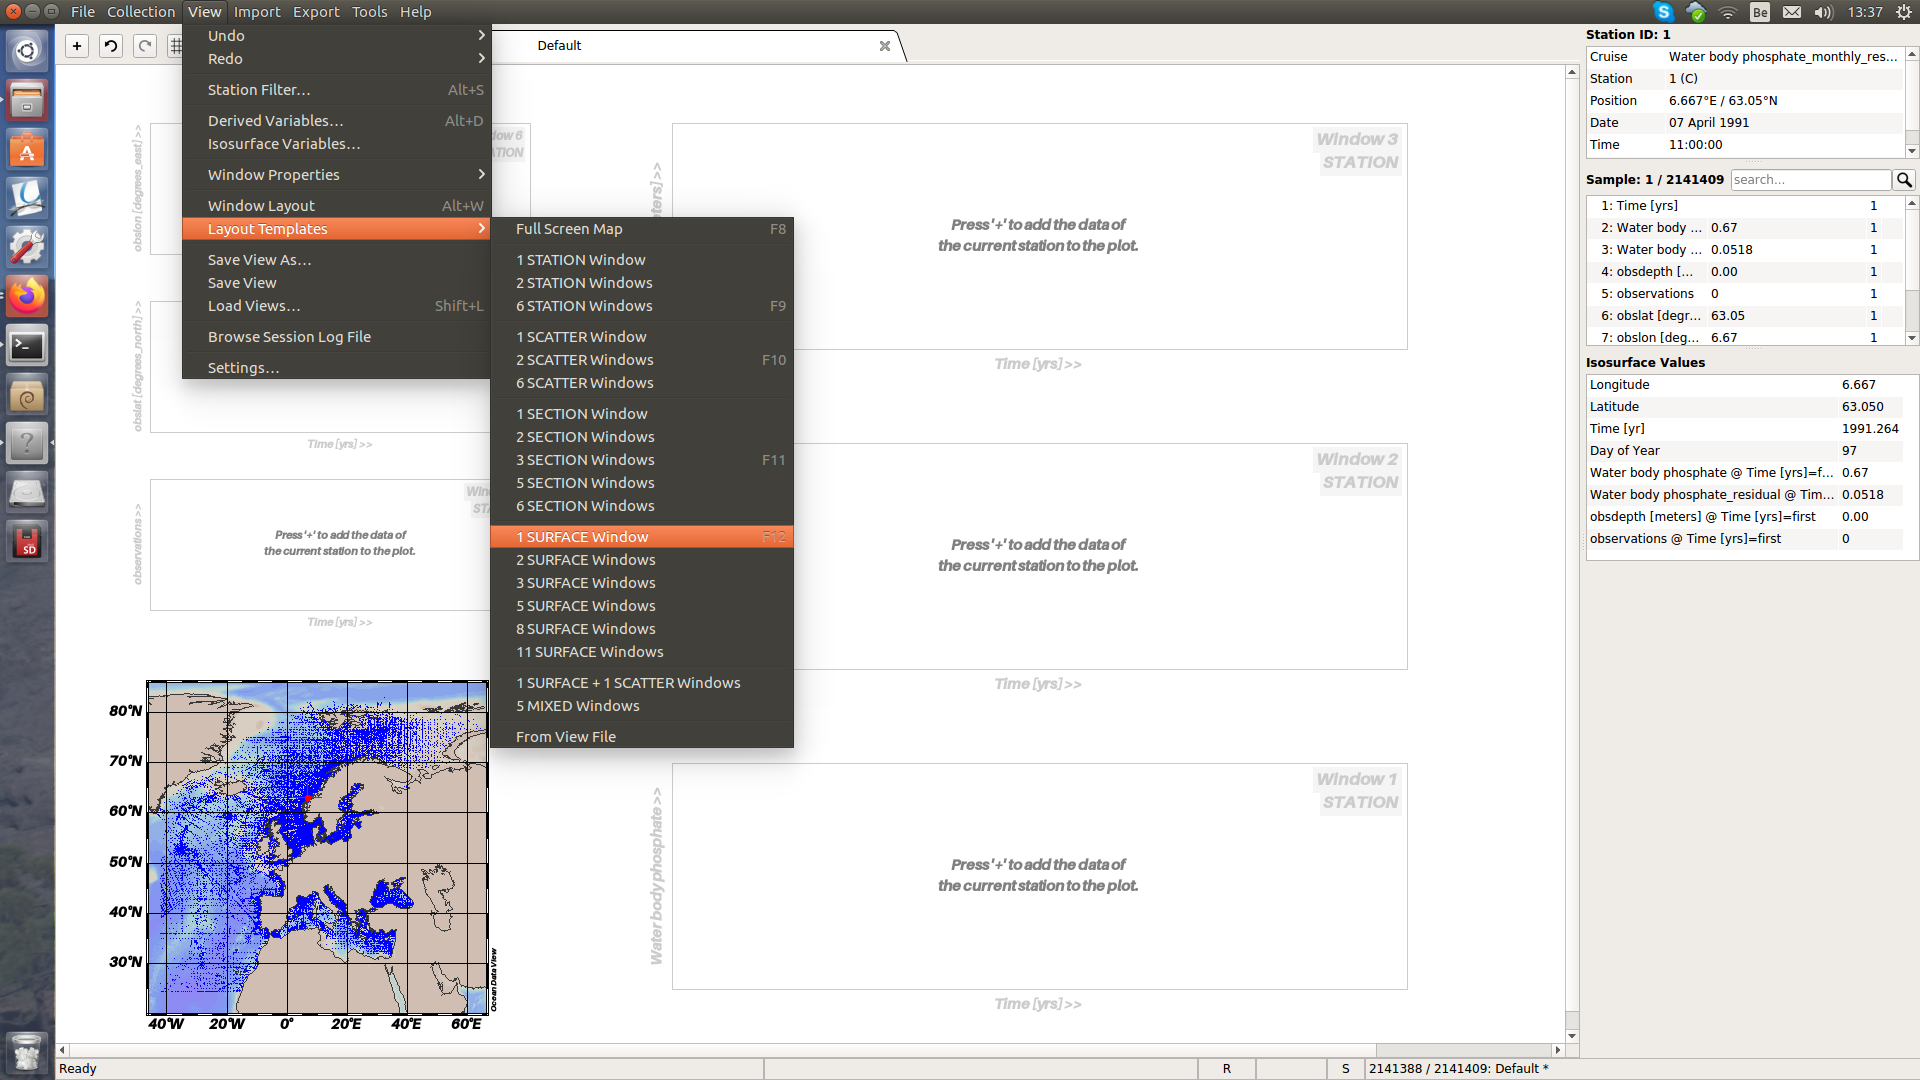 File Collection View Import Export Tools Help
Be 13:37
Default
Undo
Redo
Station Filter... Alt+S
Derived Variables... Alt+D
Isosurface Variables...
Window Properties
Window Layout Alt+W
Layout Templates
Save View As...
Save View
Load Views... Shift+L
Browse Session Log File
Settings...
Full Screen Map F8
1 STATION Window
2 STATION Windows
6 STATION Windows F9
1 SCATTER Window
2 SCATTER Windows F10
6 SCATTER Windows
1 SECTION Window
2 SECTION Windows
3 SECTION Windows F11
5 SECTION Windows
6 SECTION Windows
1 SURFACE Window F12
2 SURFACE Windows
3 SURFACE Windows
5 SURFACE Windows
8 SURFACE Windows
11 SURFACE Windows
1 SURFACE + 1 SCATTER Windows
5 MIXED Windows
From View File
obslon [degrees_east] >>
obslat [degrees_north] >>
Time [yrs] >>
observations >>
Press '+' to add the data of
the current station to the plot.
Time [yrs] >>
80°N
70°N
60°N
50°N
40°N
30°N
40°W 20°W 0° 20°E 40°E 60°E
Ocean Data View
Window 3
STATION
Press '+' to add the data of
the current station to the plot.
Time [yrs] >>
Window 2
STATION
Press '+' to add the data of
the current station to the plot.
Time [yrs] >>
Window 1
STATION
Water body phosphate >>
Press '+' to add the data of
the current station to the plot.
Time [yrs] >>
Station ID: 1
Cruise Water body phosphate_monthly_res...
Station 1 (C)
Position 6.667°E / 63.05°N
Date 07 April 1991
Time 11:00:00
Sample: 1 / 2141409 search...
1: Time [yrs] 1
2: Water body ... 0.67 1
3: Water body ... 0.0518 1
4: obsdepth [... 0.00 1
5: observations 0 1
6: obslat [degr... 63.05 1
7: obslon [deg... 6.67 1
Isosurface Values
Longitude 6.667
Latitude 63.050
Time [yr] 1991.264
Day of Year 97
Water body phosphate @ Time [yrs]=f... 0.67
Water body phosphate_residual @ Tim... 0.0518
obsdepth [meters] @ Time [yrs]=first 0.00
observations @ Time [yrs]=first 0
SD
Ready R S 2141388 / 2141409: Default *